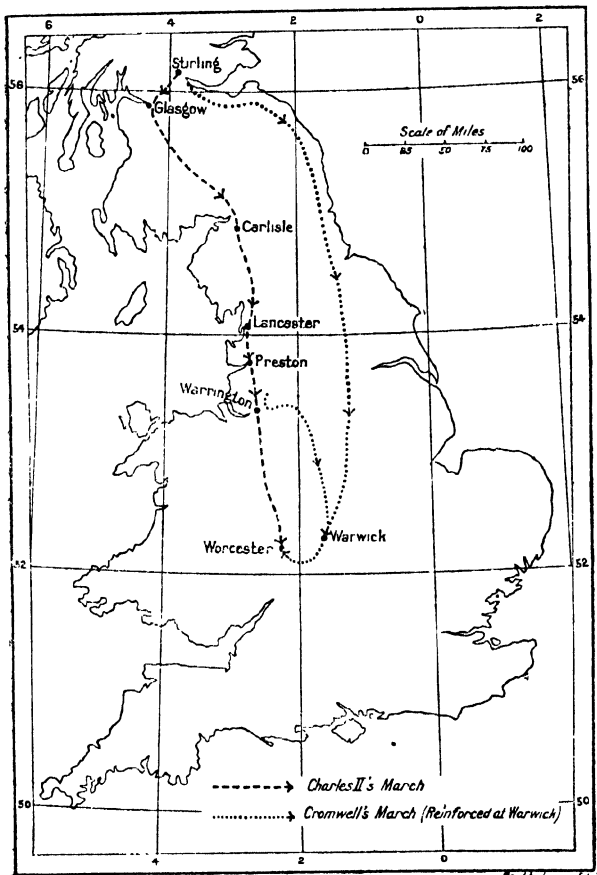 6 4 2 0 2
Stirling
56 56
Glasgow
Scale of Miles
0 25 50 75 100
Carlisle
54 Lancaster 54
Preston
Warrington
Worcester Warwick
52 52
50 50
Charles II's March
Cromwell's March (Reinforced at Warwick)
4 2 0